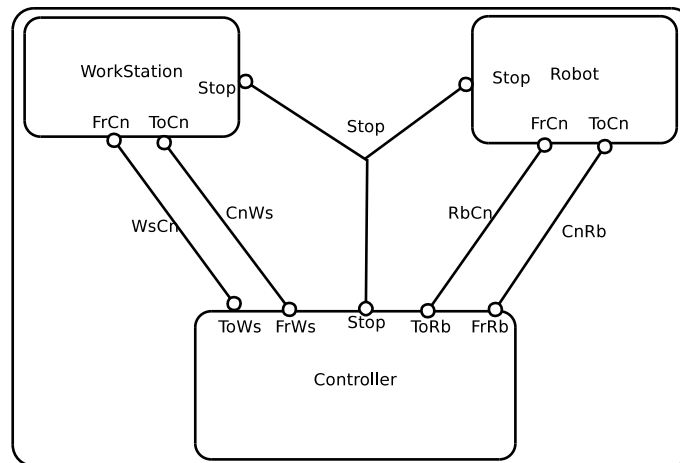 WorkStation
Stop
FrCn
ToCn
Stop
Stop
Robot
FrCn
ToCn
WsCn
CnWs
RbCn
CnRb
ToWs
FrWs
Stop
ToRb
FrRb
Controller